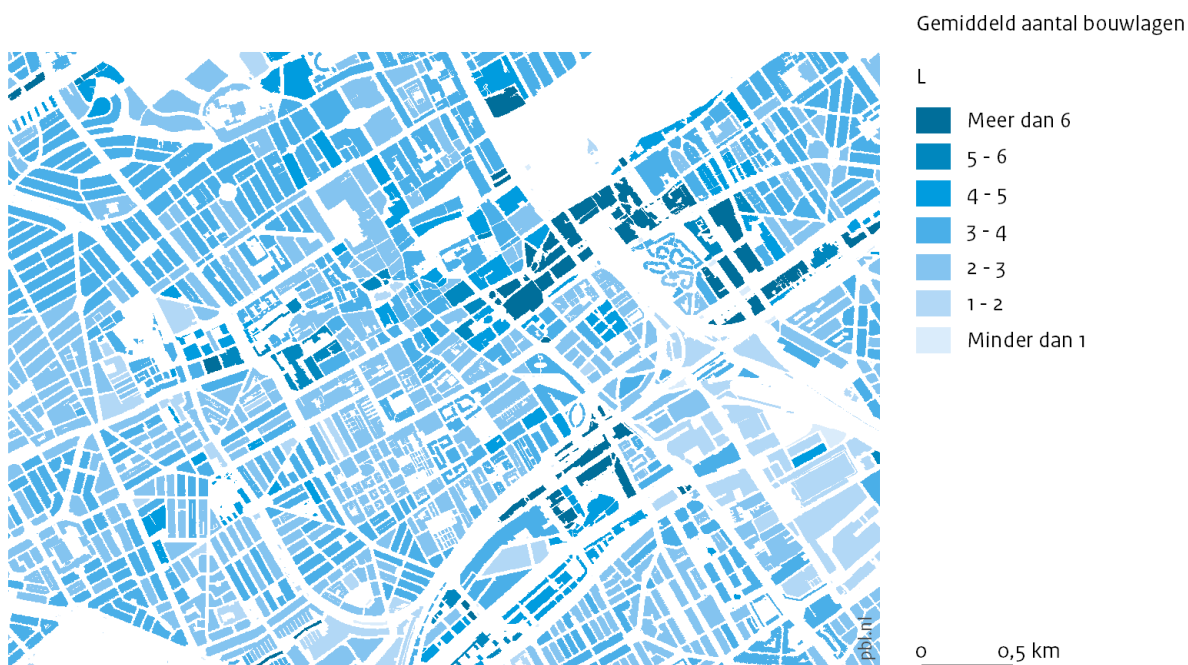 Gemiddeld aantal bouwlagen
L
Meer dan 6
5 - 6
4 - 5
3 - 4
2 - 3
1 - 2
Minder dan 1
pbl.nl
0 0,5 km